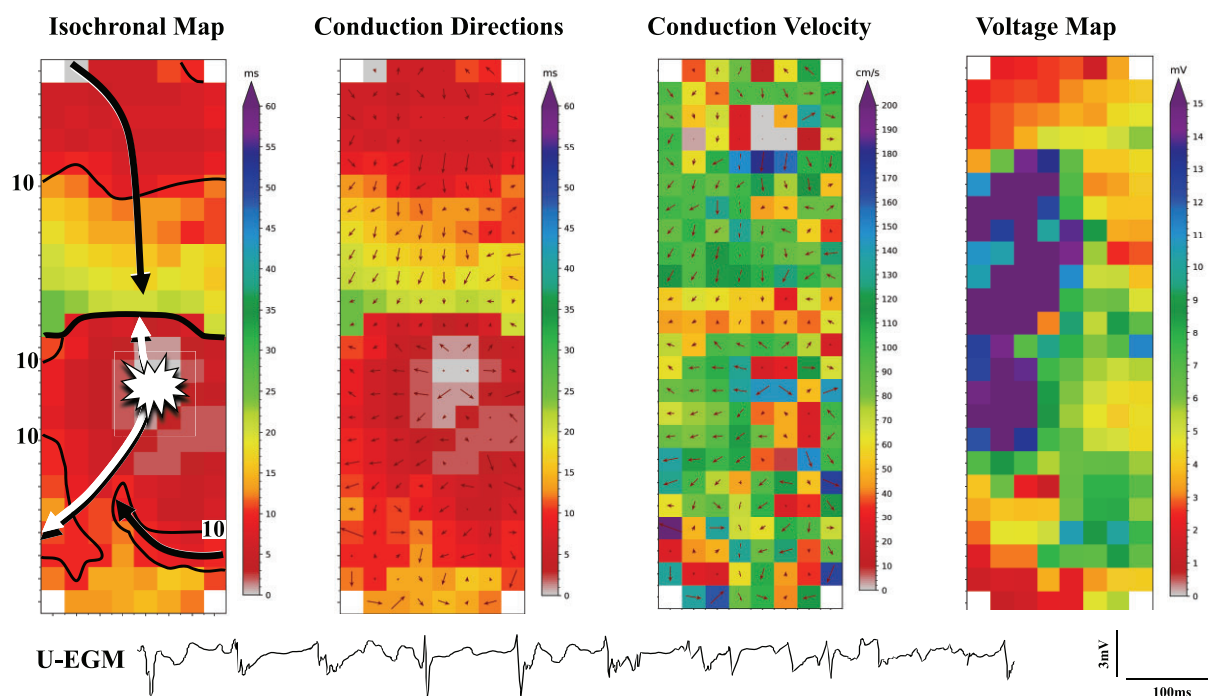 Isochronal Map Conduction Directions Conduction Velocity Voltage Map
ms ms cm/s mV
60 55 50 45 40 35 30 25 20 15 10 5 0
10
10
10
10
60 55 50 45 40 35 30 25 20 15 10 5 0
200 190 180 170 160 150 140 130 120 110 100 90 80 70 60 50 40 30 20 10 0
15 14 13 12 11 10 9 8 7 6 5 4 3 2 1 0
U-EGM
3mV
100ms